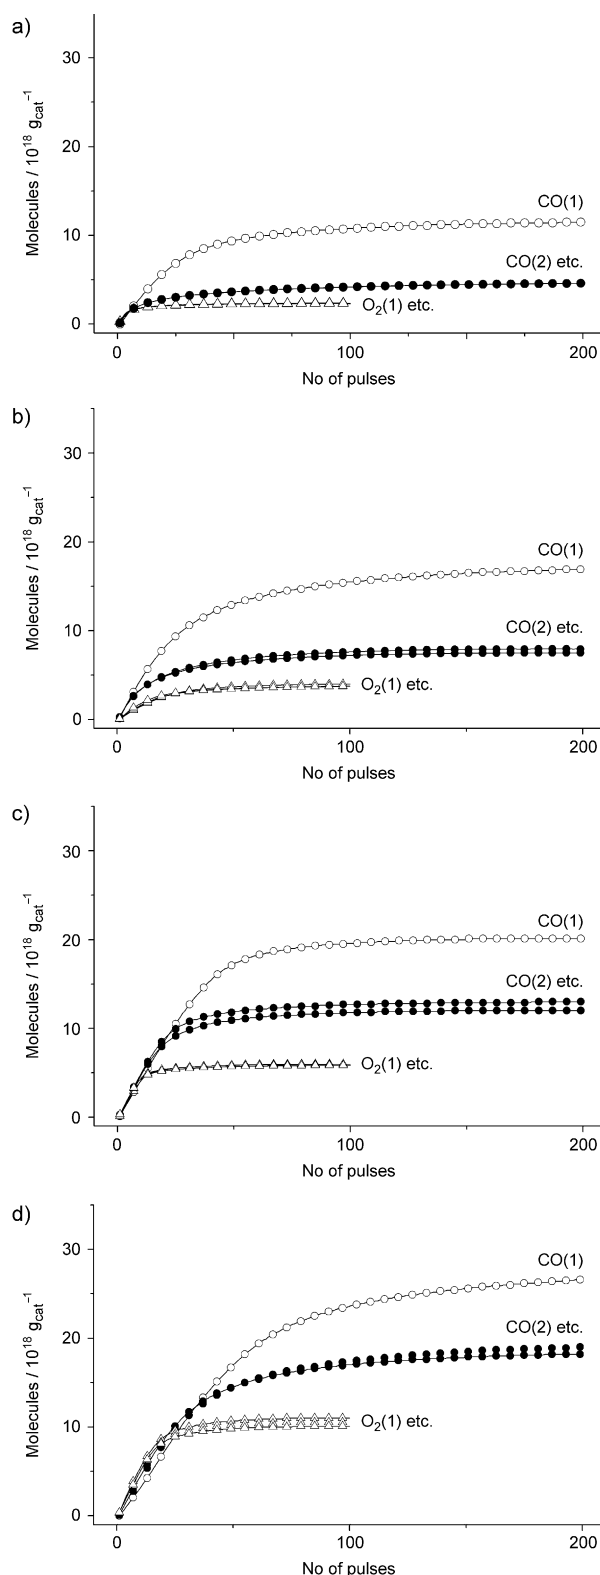 a)
30
20
10
0
Molecules / 10¹⁸ g_cat⁻¹
CO(1)
CO(2) etc.
O₂(1) etc.
0 100 200
No of pulses
b)
30
20
10
0
Molecules / 10¹⁸ g_cat⁻¹
CO(1)
CO(2) etc.
O₂(1) etc.
0 100 200
No of pulses
c)
30
20
10
0
Molecules / 10¹⁸ g_cat⁻¹
CO(1)
CO(2) etc.
O₂(1) etc.
0 100 200
No of pulses
d)
30
20
10
0
Molecules / 10¹⁸ g_cat⁻¹
CO(1)
CO(2) etc.
O₂(1) etc.
0 100 200
No of pulses